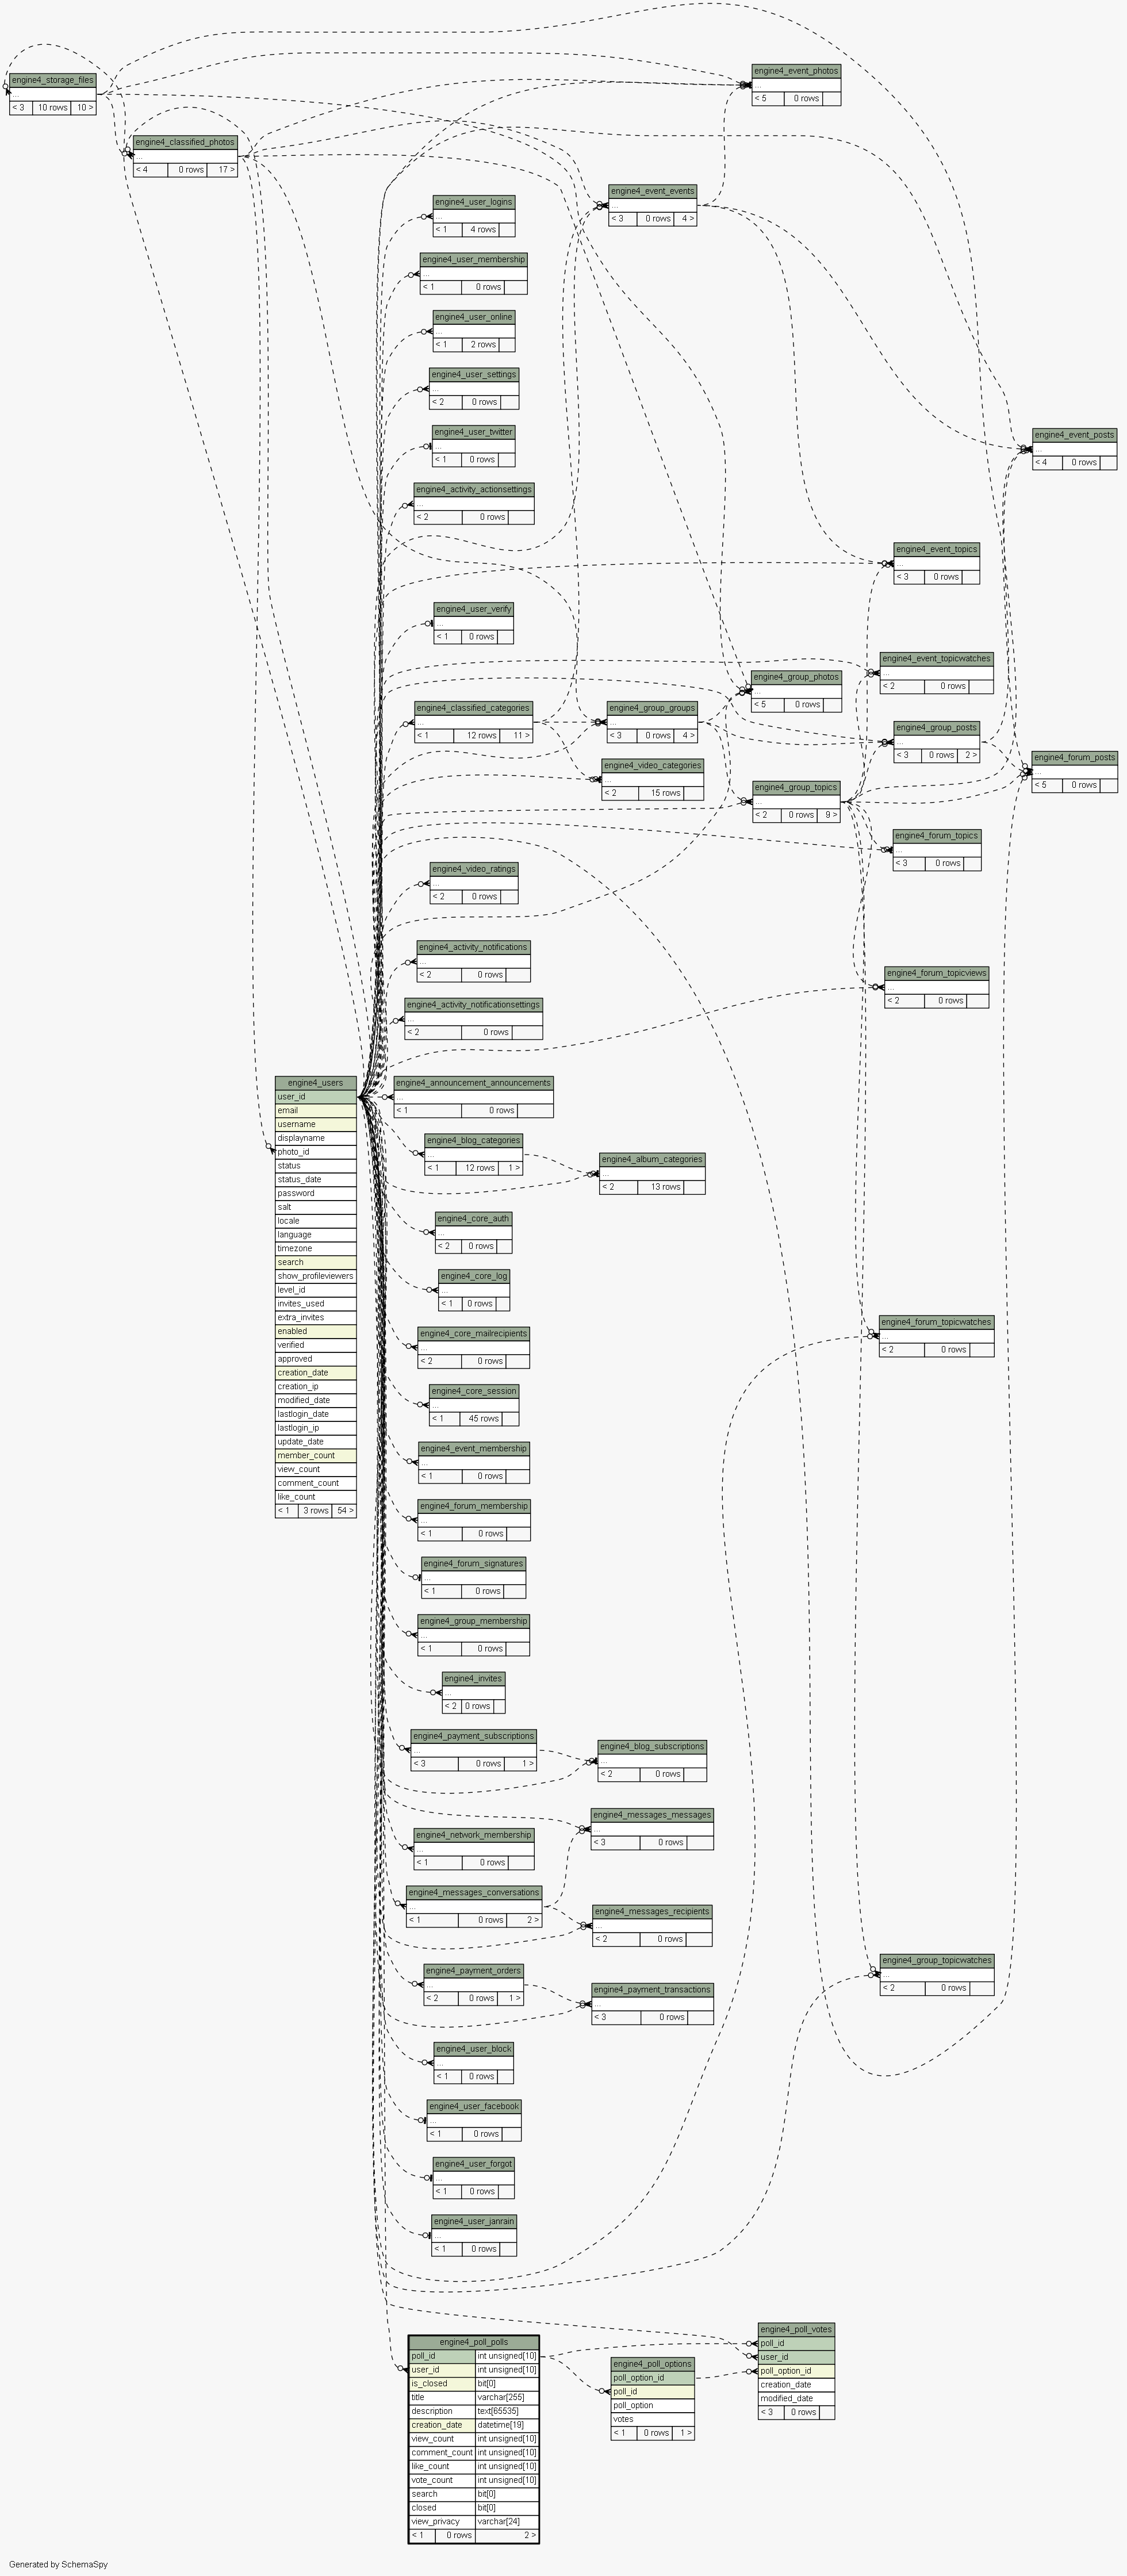 engine4_event_photos
...
< 5 0 rows
engine4_storage_files
...
< 3 10 rows 10 >
engine4_classified_photos
...
< 4 0 rows 17 >
engine4_event_events
...
< 3 0 rows 4 >
engine4_user_logins
...
< 1 4 rows
engine4_user_membership
...
< 1 0 rows
engine4_user_online
...
< 1 2 rows
engine4_user_settings
...
< 2 0 rows
engine4_user_twitter
...
< 1 0 rows
engine4_event_posts
...
< 4 0 rows
engine4_activity_actionsettings
...
< 2 0 rows
engine4_event_topics
...
< 3 0 rows
engine4_user_verify
...
< 1 0 rows
engine4_event_topicwatches
...
< 2 0 rows
engine4_group_photos
...
< 5 0 rows
engine4_classified_categories
...
< 1 12 rows 11 >
engine4_group_groups
...
< 3 0 rows 4 >
engine4_group_posts
...
< 3 0 rows 2 >
engine4_forum_posts
...
< 5 0 rows
engine4_video_categories
...
< 2 15 rows
engine4_group_topics
...
< 2 0 rows 9 >
engine4_forum_topics
...
< 3 0 rows
engine4_video_ratings
...
< 2 0 rows
engine4_activity_notifications
...
< 2 0 rows
engine4_forum_topicviews
...
< 2 0 rows
engine4_activity_notificationsettings
...
< 2 0 rows
engine4_users
user_id
email
username
displayname
photo_id
status
status_date
password
salt
locale
language
timezone
search
show_profileviewers
level_id
invites_used
extra_invites
enabled
verified
approved
creation_date
creation_ip
modified_date
lastlogin_date
lastlogin_ip
update_date
member_count
view_count
comment_count
like_count
< 1 3 rows 54 >
engine4_announcement_announcements
...
< 1 0 rows
engine4_blog_categories
...
< 1 12 rows 1 >
engine4_album_categories
...
< 2 13 rows
engine4_core_auth
...
< 2 0 rows
engine4_core_log
...
< 1 0 rows
engine4_forum_topicwatches
...
< 2 0 rows
engine4_core_mailrecipients
...
< 2 0 rows
engine4_core_session
...
< 1 45 rows
engine4_event_membership
...
< 1 0 rows
engine4_forum_membership
...
< 1 0 rows
engine4_forum_signatures
...
< 1 0 rows
engine4_group_membership
...
< 1 0 rows
engine4_invites
...
< 2 0 rows
engine4_payment_subscriptions
...
< 3 0 rows 1 >
engine4_blog_subscriptions
...
< 2 0 rows
engine4_messages_messages
...
< 3 0 rows
engine4_network_membership
...
< 1 0 rows
engine4_messages_conversations
...
< 1 0 rows 2 >
engine4_messages_recipients
...
< 2 0 rows
engine4_group_topicwatches
...
< 2 0 rows
engine4_payment_orders
...
< 2 0 rows 1 >
engine4_payment_transactions
...
< 3 0 rows
engine4_user_block
...
< 1 0 rows
engine4_user_facebook
...
< 1 0 rows
engine4_user_forgot
...
< 1 0 rows
engine4_user_janrain
...
< 1 0 rows
engine4_poll_polls
poll_id int unsigned[10]
user_id int unsigned[10]
is_closed bit[0]
title varchar[255]
description text[65535]
creation_date datetime[19]
view_count int unsigned[10]
comment_count int unsigned[10]
like_count int unsigned[10]
vote_count int unsigned[10]
search bit[0]
closed bit[0]
view_privacy varchar[24]
< 1 0 rows 2 >
engine4_poll_options
poll_option_id
poll_id
poll_option
votes
< 1 0 rows 1 >
engine4_poll_votes
poll_id
user_id
poll_option_id
creation_date
modified_date
< 3 0 rows
Generated by SchemaSpy